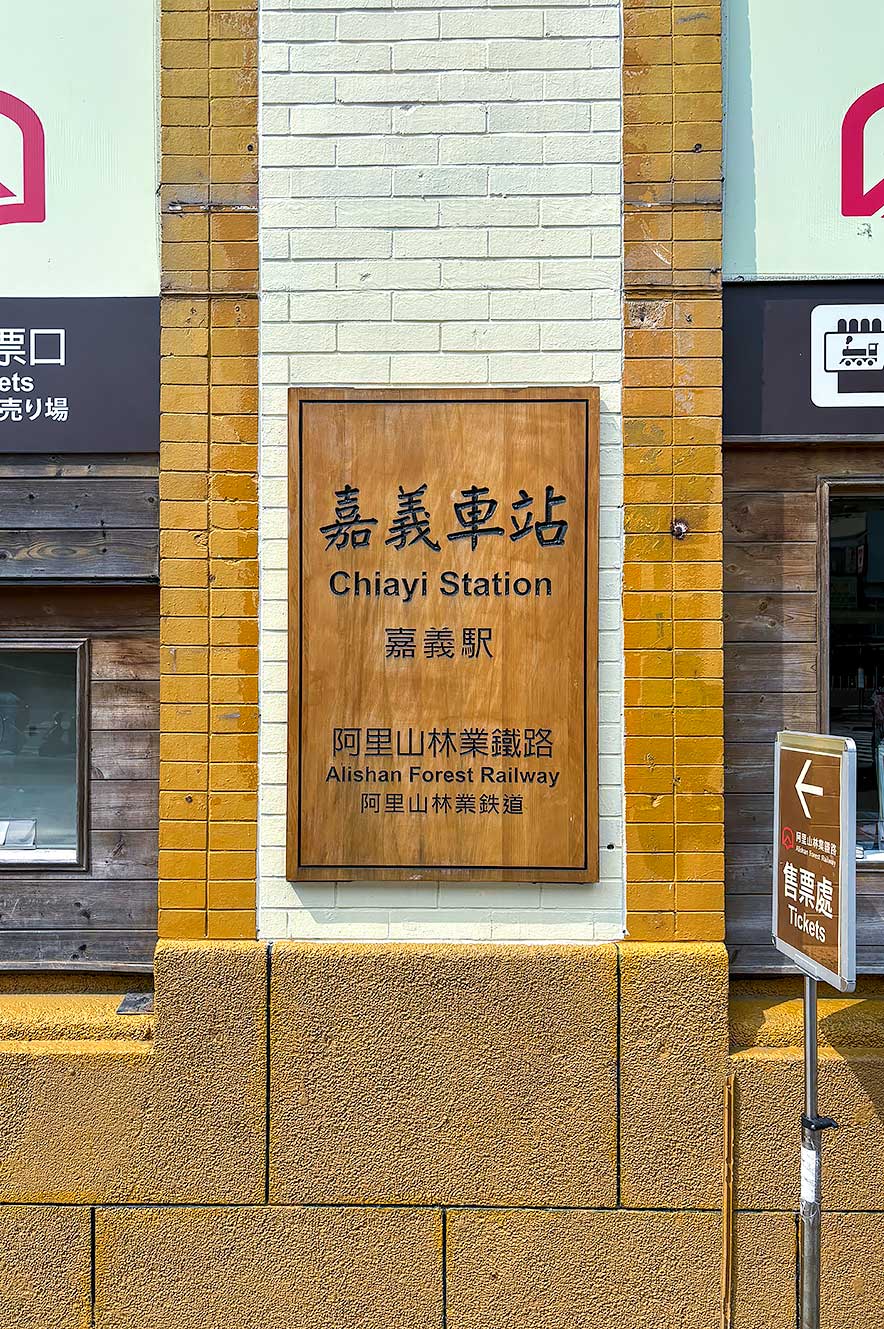 票口
ets
売り場
嘉義車站
Chiayi Station
嘉義駅
阿里山林業鐵路
Alishan Forest Railway
阿里山林業鉄道
阿里山林業鐵路
Alishan Forest Railway
售票處
Tickets